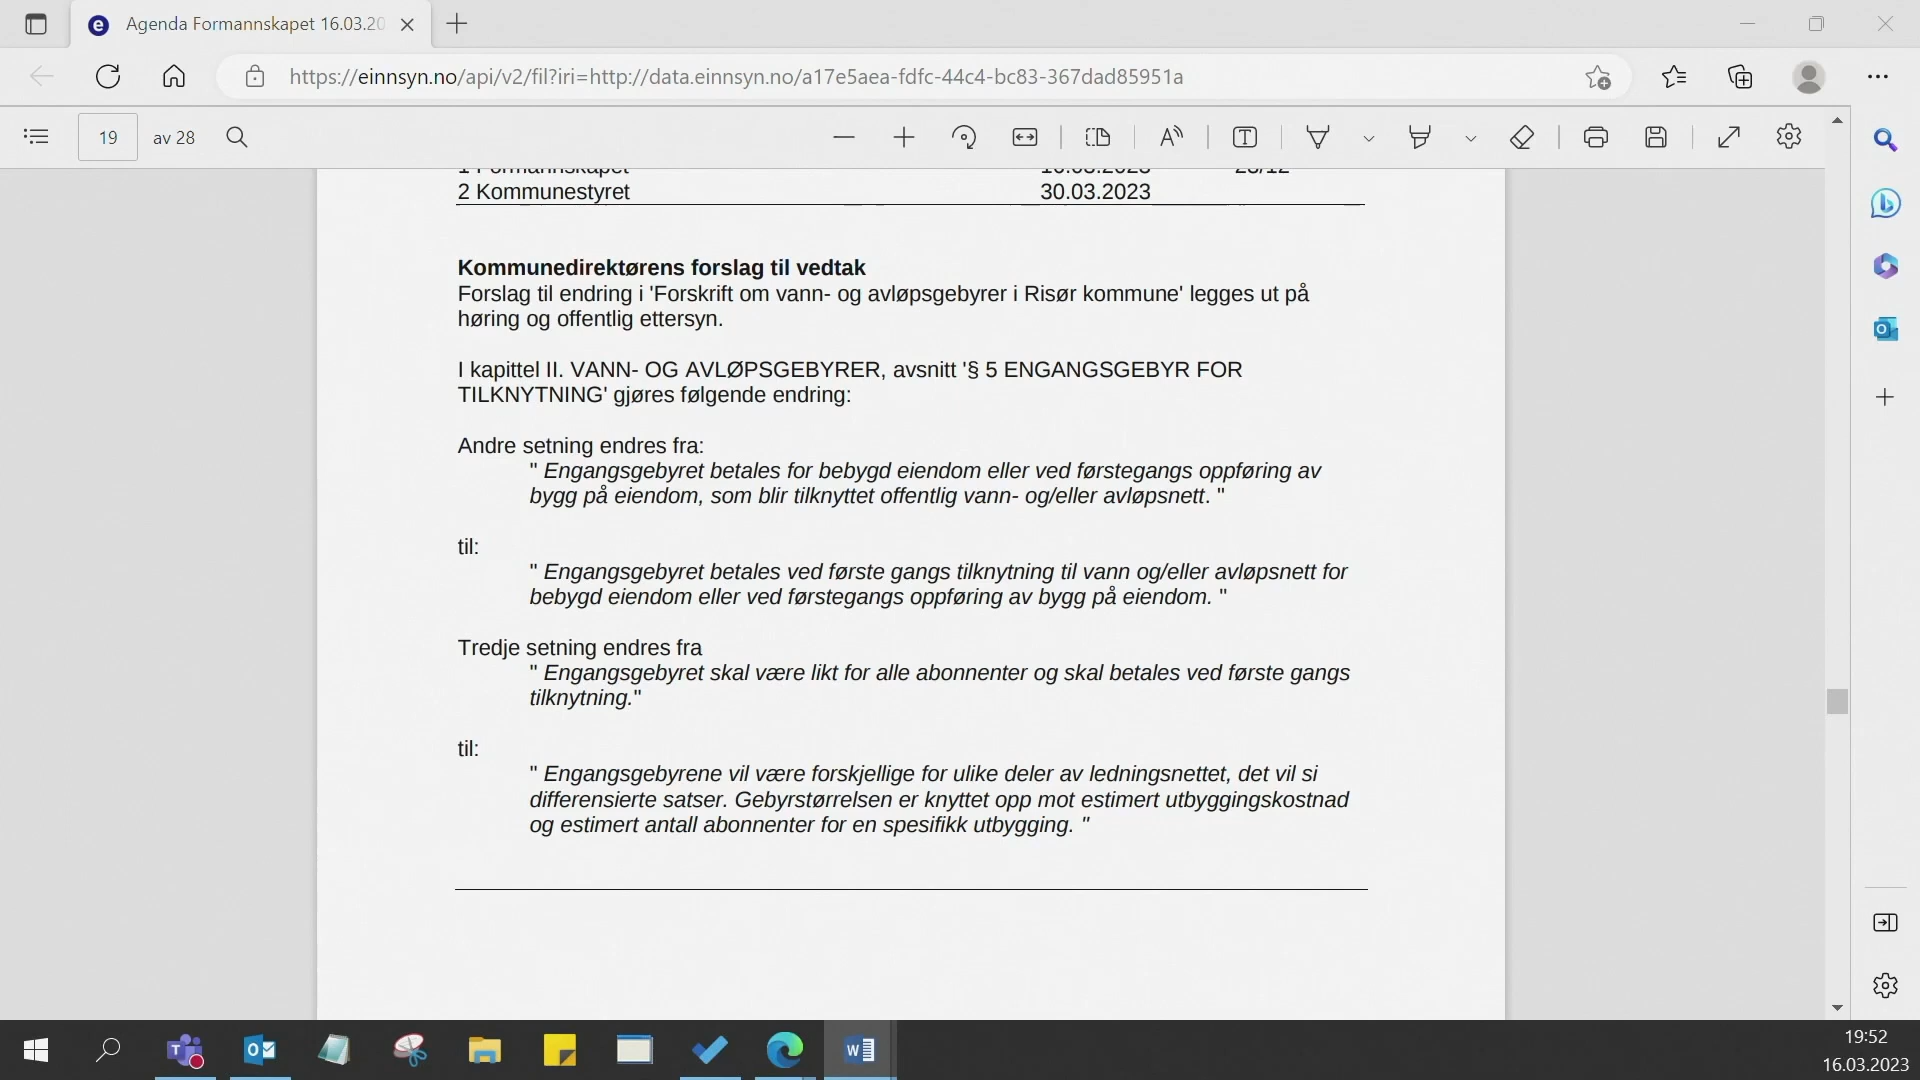 Agenda Formannskapet 16.03.20
https://einnsyn.no/api/v2/fil?iri=http://data.einnsyn.no/a17e5aea-fdfc-44c4-bc83-367dad85951a
19 av 28
1 Formannskapet 16.03.2023 23/12
2 Kommunestyret 30.03.2023
Kommunedirektørens forslag til vedtak
Forslag til endring i 'Forskrift om vann- og avløpsgebyrer i Risør kommune' legges ut på
høring og offentlig ettersyn.
I kapittel II. VANN- OG AVLØPSGEBYRER, avsnitt '§ 5 ENGANGSGEBYR FOR
TILKNYTNING' gjøres følgende endring:
Andre setning endres fra:
" Engangsgebyret betales for bebygd eiendom eller ved førstegangs oppføring av
bygg på eiendom, som blir tilknyttet offentlig vann- og/eller avløpsnett. "
til:
" Engangsgebyret betales ved første gangs tilknytning til vann og/eller avløpsnett for
bebygd eiendom eller ved førstegangs oppføring av bygg på eiendom. "
Tredje setning endres fra
" Engangsgebyret skal være likt for alle abonnenter og skal betales ved første gangs
tilknytning."
til:
" Engangsgebyrene vil være forskjellige for ulike deler av ledningsnettet, det vil si
differensierte satser. Gebyrstørrelsen er knyttet opp mot estimert utbyggingskostnad
og estimert antall abonnenter for en spesifikk utbygging. "
19:52
16.03.2023